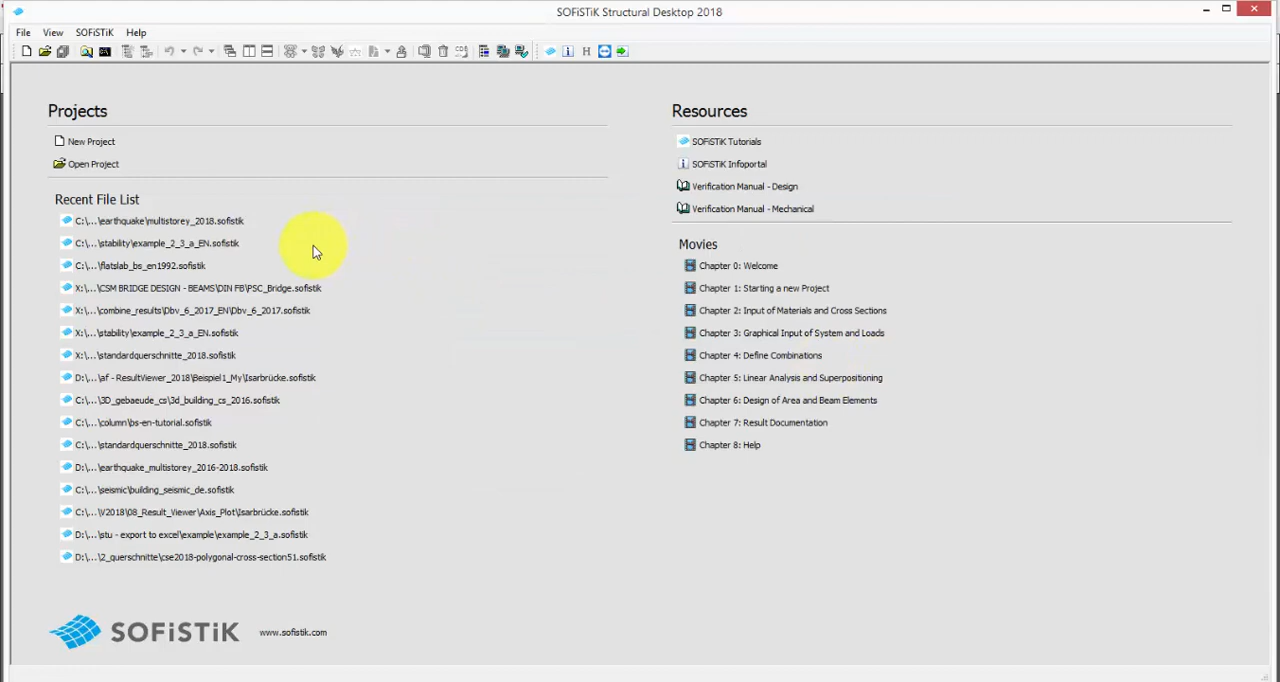 SOFiSTiK Structural Desktop 2018
File View SOFiSTiK Help
Projects
New Project
Open Project
Recent File List
C:\...\earthquake\multistorey_2018.sofistik
C:\...\stability\example_2_3_a_EN.sofistik
C:\...\flatslab_bs_en1992.sofistik
X:\...\CSM BRIDGE DESIGN - BEAMS\DIN FB\PSC_Bridge.sofistik
X:\...\combine_results\Dbv_6_2017_EN\Dbv_6_2017.sofistik
X:\...\stability\example_2_3_a_EN.sofistik
X:\...\standardquerschnitte_2018.sofistik
D:\...\af - ResultViewer_2018\Beispiel1_My\Isarbrücke.sofistik
C:\...\3D_gebaeude_cs\3d_building_cs_2016.sofistik
C:\...\column\bs-en-tutorial.sofistik
C:\...\standardquerschnitte_2018.sofistik
D:\...\earthquake_multistorey_2016-2018.sofistik
C:\...\seismic\building_seismic_de.sofistik
C:\...\V2018\08_Result_Viewer\Axis_Plot\Isarbrücke.sofistik
D:\...\stu - export to excel\example\example_2_3_a.sofistik
D:\...\2_querschnitte\cse2018-polygonal-cross-section51.sofistik
SOFiSTiK www.sofistik.com
Resources
SOFiSTiK Tutorials
SOFiSTiK Infoportal
Verification Manual - Design
Verification Manual - Mechanical
Movies
Chapter 0: Welcome
Chapter 1: Starting a new Project
Chapter 2: Input of Materials and Cross Sections
Chapter 3: Graphical Input of System and Loads
Chapter 4: Define Combinations
Chapter 5: Linear Analysis and Superpositioning
Chapter 6: Design of Area and Beam Elements
Chapter 7: Result Documentation
Chapter 8: Help